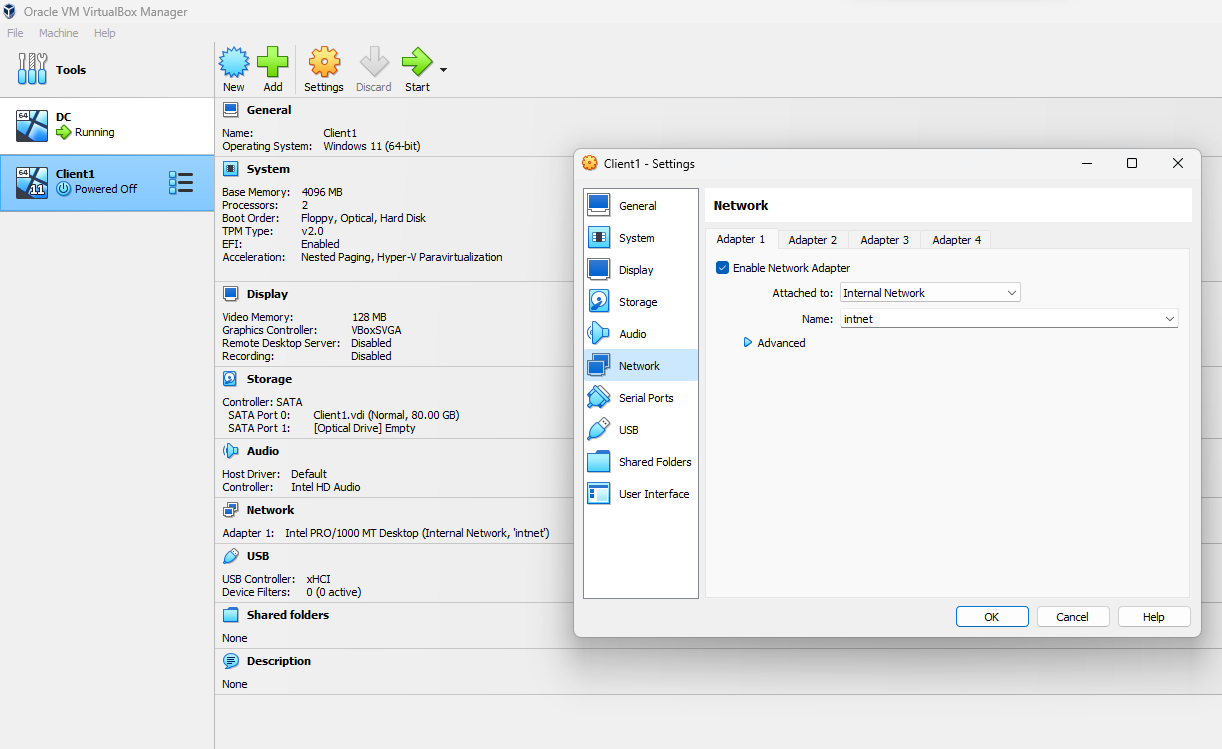 Oracle VM VirtualBox Manager
File Machine Help
Tools
New Add Settings Discard Start
64
DC
Running
64
11
Client1
Powered Off
General
Name: Client1
Operating System: Windows 11 (64-bit)
System
Base Memory: 4096 MB
Processors: 2
Boot Order: Floppy, Optical, Hard Disk
TPM Type: v2.0
EFI: Enabled
Acceleration: Nested Paging, Hyper-V Paravirtualization
Display
Video Memory: 128 MB
Graphics Controller: VBoxSVGA
Remote Desktop Server: Disabled
Recording: Disabled
Storage
Controller: SATA
SATA Port 0: Client1.vdi (Normal, 80.00 GB)
SATA Port 1: [Optical Drive] Empty
Audio
Host Driver: Default
Controller: Intel HD Audio
Network
Adapter 1: Intel PRO/1000 MT Desktop (Internal Network, 'intnet')
USB
USB Controller: xHCI
Device Filters: 0 (0 active)
Shared folders
None
Description
None
Client1 - Settings
General
System
Display
Storage
Audio
Network
Serial Ports
USB
Shared Folders
User Interface
Network
Adapter 1 Adapter 2 Adapter 3 Adapter 4
Enable Network Adapter
Attached to: Internal Network
Name: intnet
Advanced
OK Cancel Help